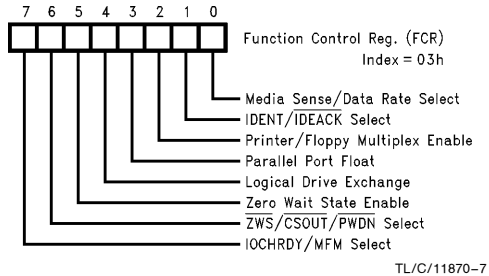 7 6 5 4 3 2 1 0
Function Control Reg. (FCR)
Index = 03h
Media Sense/Data Rate Select
IDENT/IDEACK Select
Printer/Floppy Multiplex Enable
Parallel Port Float
Logical Drive Exchange
Zero Wait State Enable
ZWS/CSOUT/PWDN Select
IOCHRDY/MFM Select
TL/C/11870-7